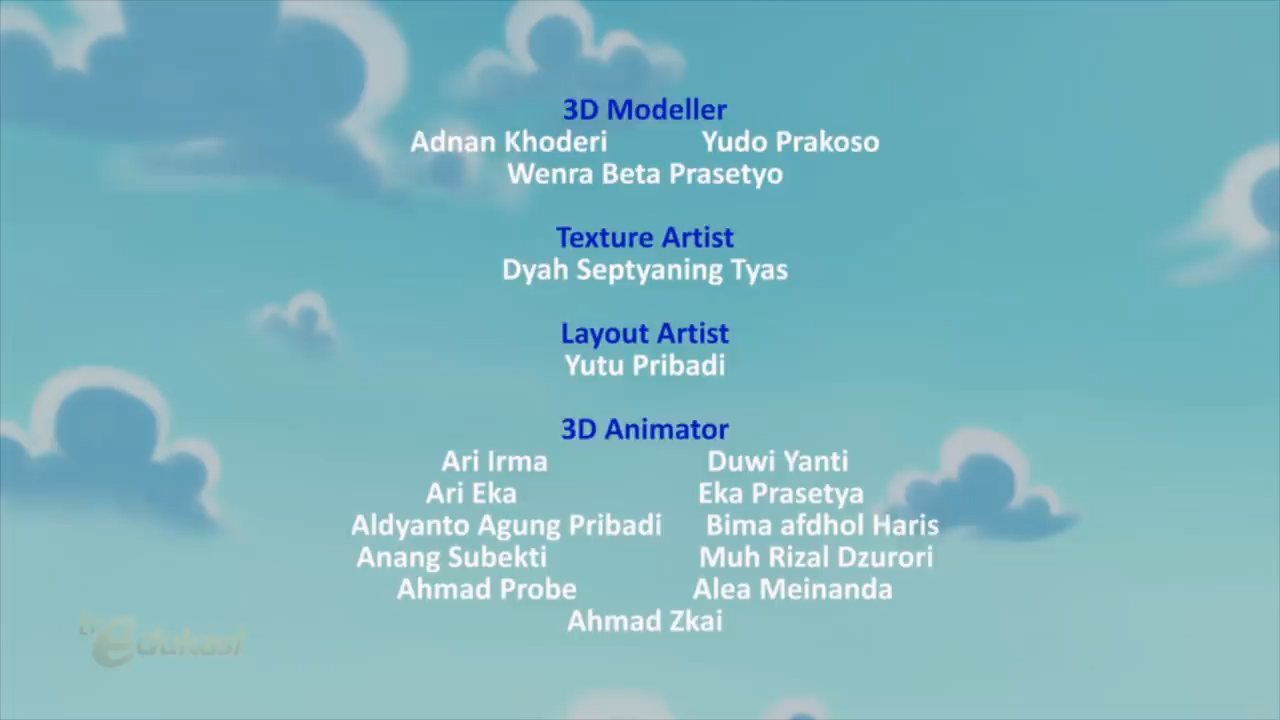 3D Modeller
Adnan Khoderi Yudo Prakoso
Wenra Beta Prasetyo
Texture Artist
Dyah Septyaning Tyas
Layout Artist
Yutu Pribadi
3D Animator
Ari Irma Duwi Yanti
Ari Eka Eka Prasetya
Aldyanto Agung Pribadi Bima afdhol Haris
Anang Subekti Muh Rizal Dzurori
Ahmad Probe Alea Meinanda
Ahmad Zkai
tv edukasi